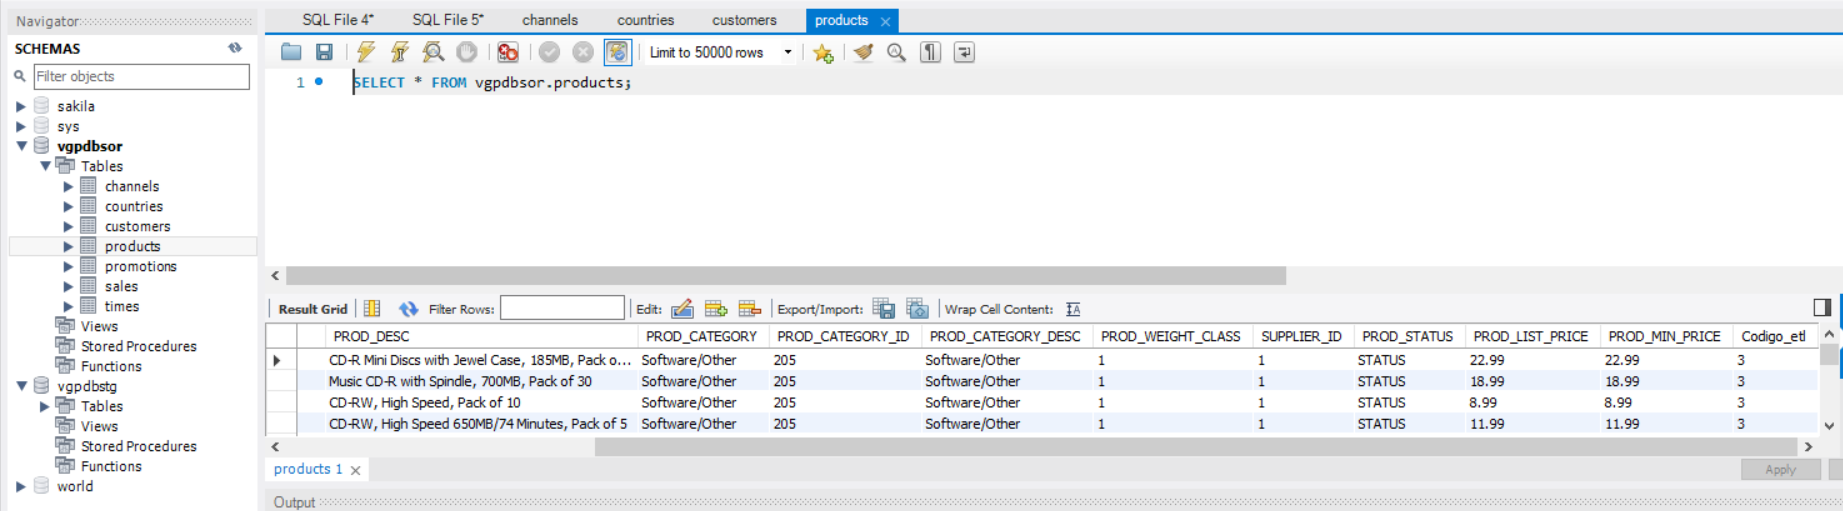 Navigator
SCHEMAS
Filter objects
sakila
sys
vgpdbsor
Tables
channels
countries
customers
products
promotions
sales
times
Views
Stored Procedures
Functions
vgpdbstg
Tables
Views
Stored Procedures
Functions
world
SQL File 4* SQL File 5* channels countries customers products
Limit to 50000 rows
1 SELECT * FROM vgpdbsor.products;
Result Grid Filter Rows: Edit: Export/Import: Wrap Cell Content:
PROD_DESC PROD_CATEGORY PROD_CATEGORY_ID PROD_CATEGORY_DESC PROD_WEIGHT_CLASS SUPPLIER_ID PROD_STATUS PROD_LIST_PRICE PROD_MIN_PRICE Codigo_etl
CD-R Mini Discs with Jewel Case, 185MB, Pack o... Software/Other 205 Software/Other 1 1 STATUS 22.99 22.99 3
Music CD-R with Spindle, 700MB, Pack of 30 Software/Other 205 Software/Other 1 1 STATUS 18.99 18.99 3
CD-RW, High Speed, Pack of 10 Software/Other 205 Software/Other 1 1 STATUS 8.99 8.99 3
CD-RW, High Speed 650MB/74 Minutes, Pack of 5 Software/Other 205 Software/Other 1 1 STATUS 11.99 11.99 3
products 1
Apply
Output